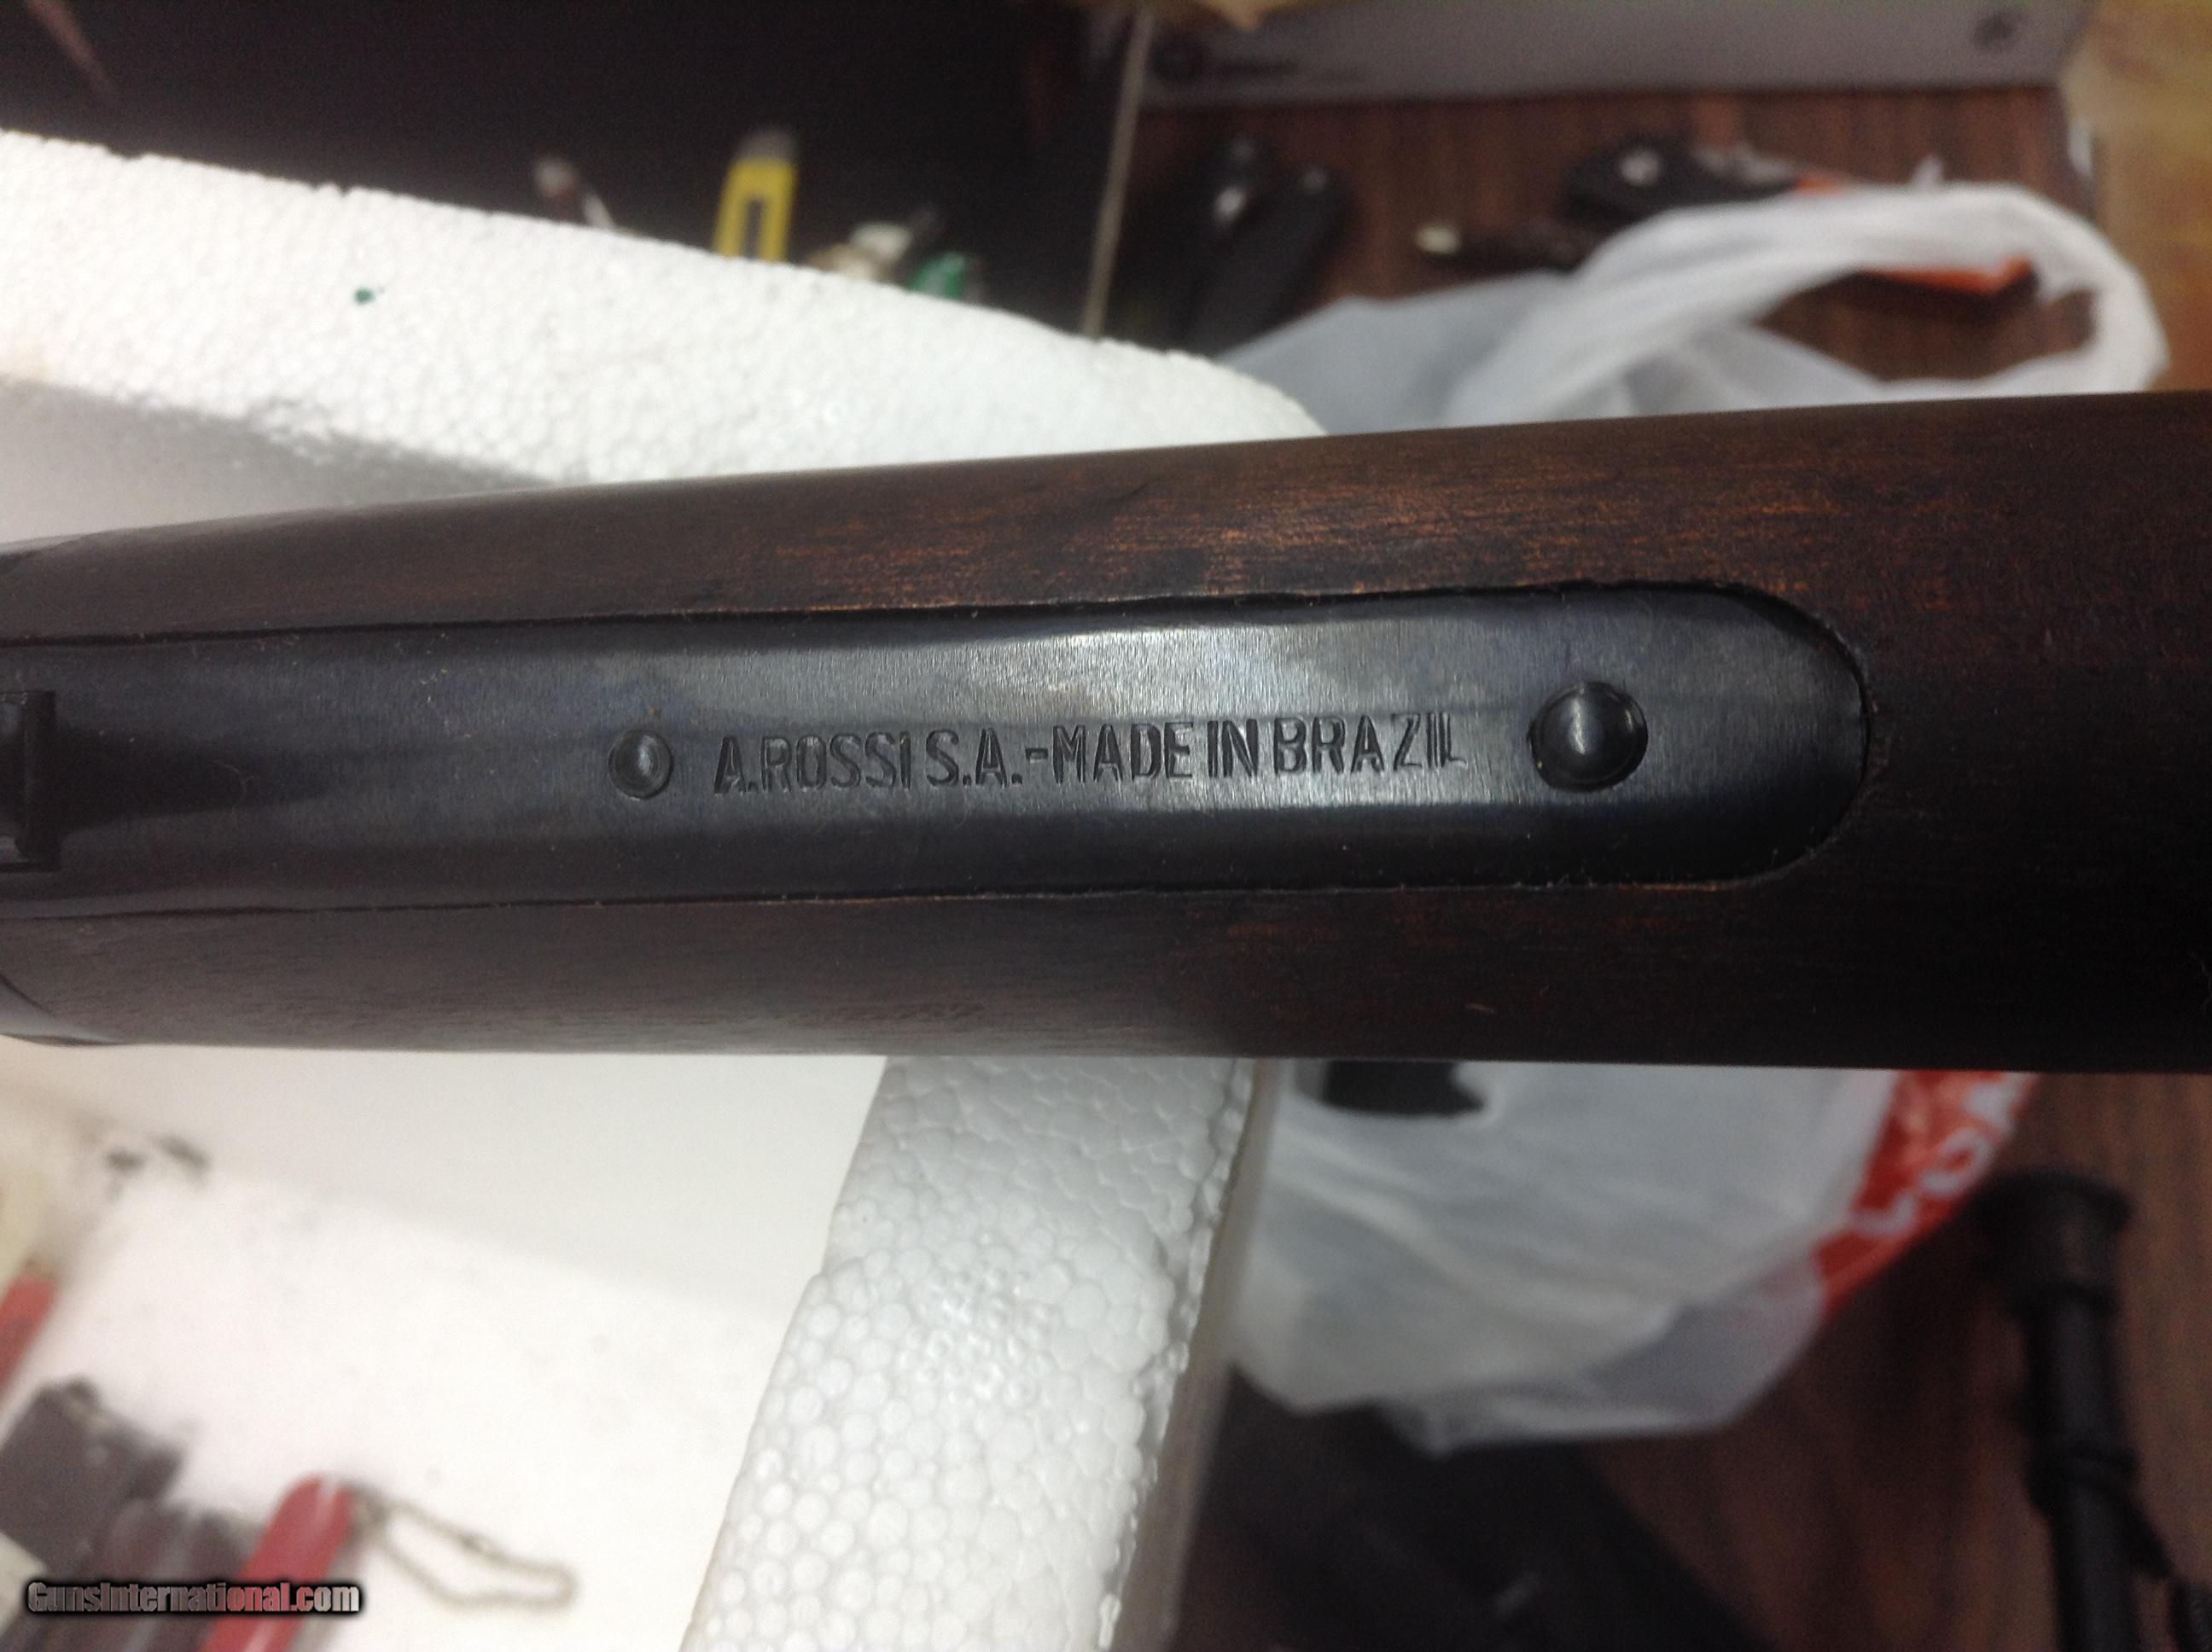 A.ROSSI S.A.-MADE IN BRAZIL
GunsInternational.com